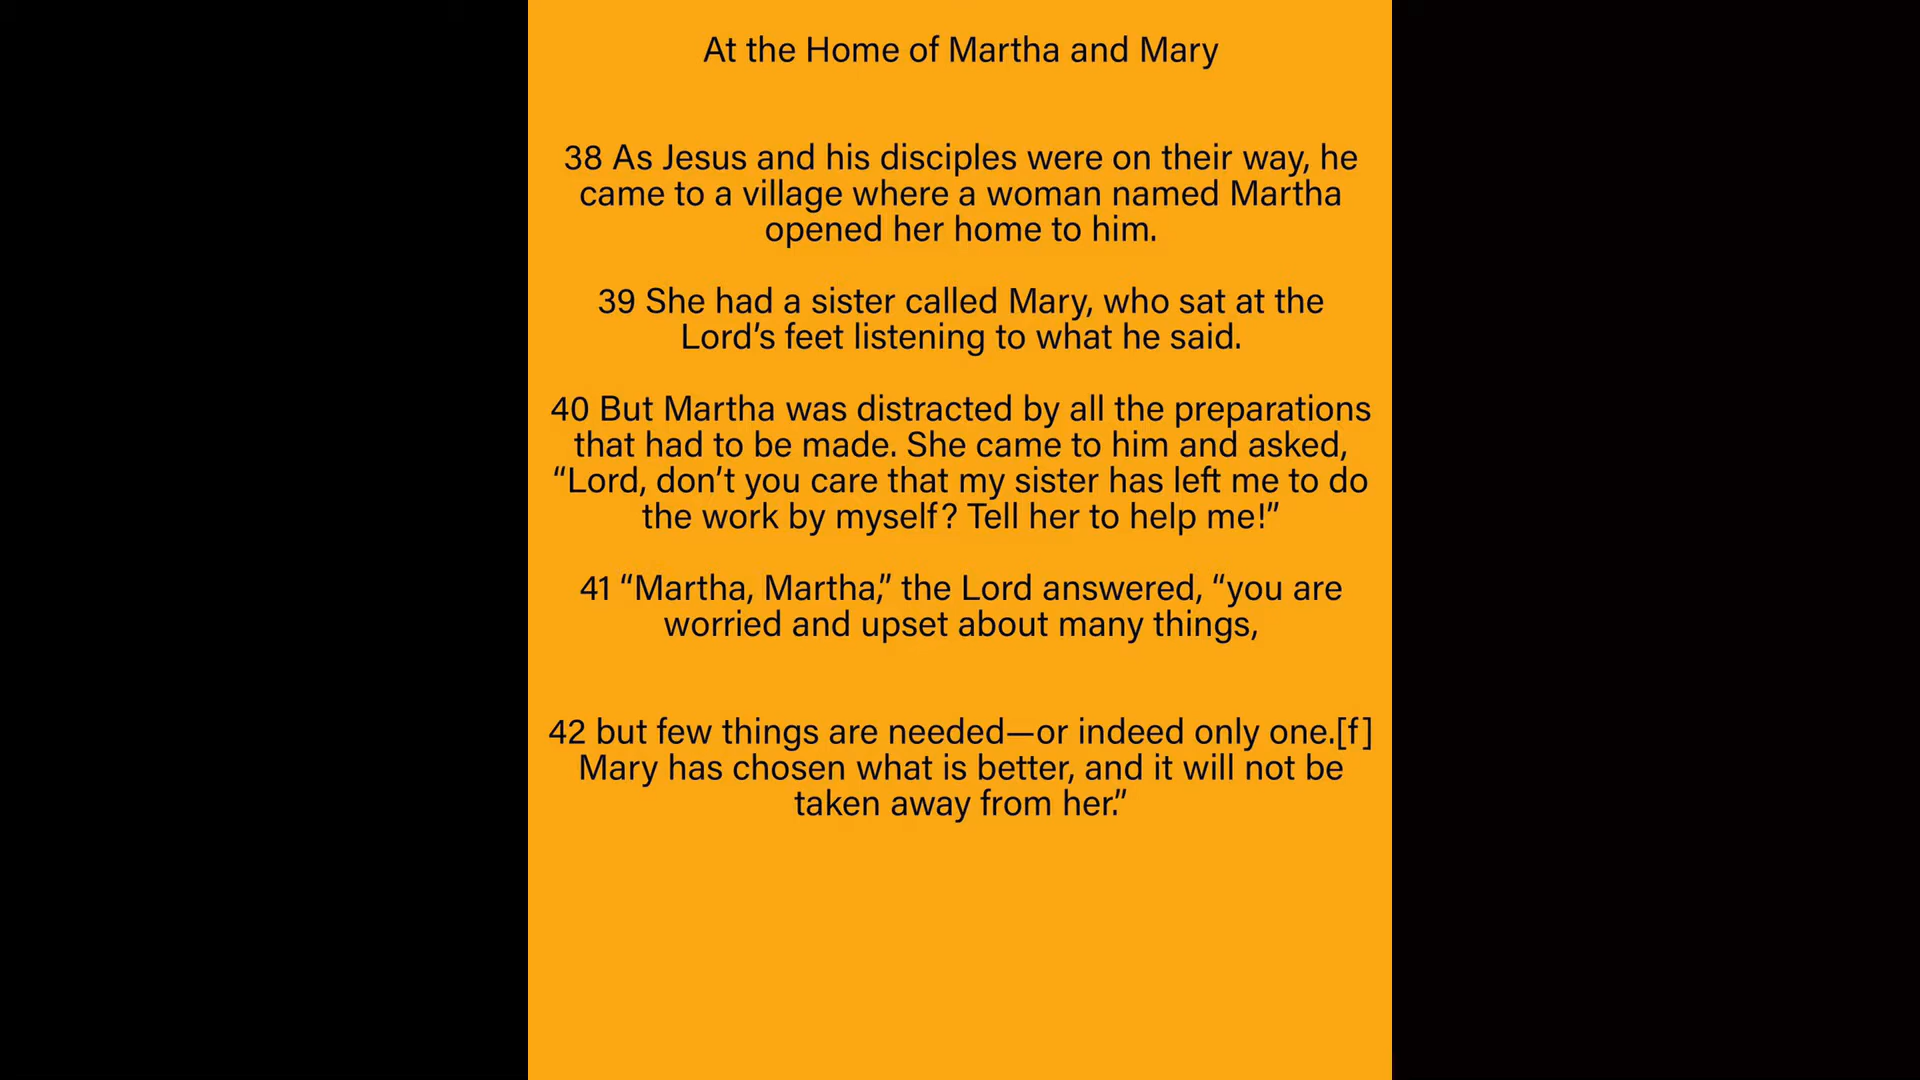 At the Home of Martha and Mary
38 As Jesus and his disciples were on their way, he
came to a village where a woman named Martha
opened her home to him.
39 She had a sister called Mary, who sat at the
Lord’s feet listening to what he said.
40 But Martha was distracted by all the preparations
that had to be made. She came to him and asked,
“Lord, don’t you care that my sister has left me to do
the work by myself? Tell her to help me!”
41 “Martha, Martha,” the Lord answered, “you are
worried and upset about many things,
42 but few things are needed—or indeed only one.[f]
Mary has chosen what is better, and it will not be
taken away from her.”